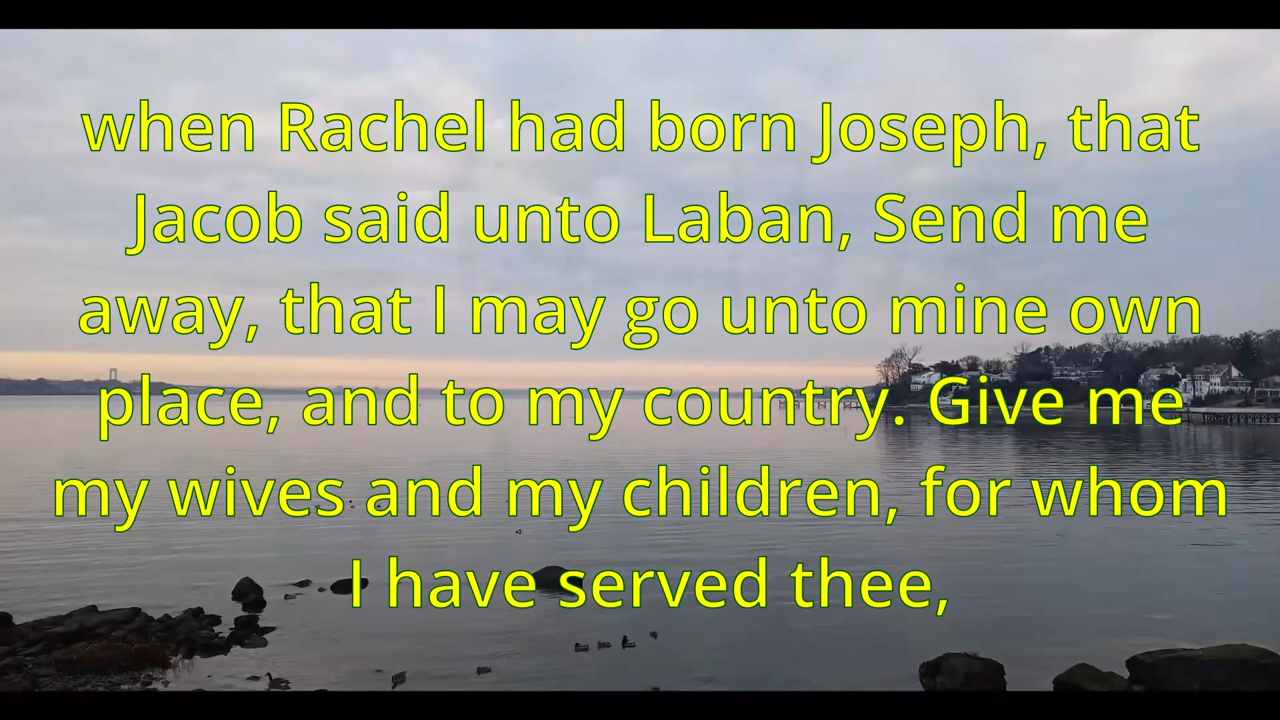 when Rachel had born Joseph, that
Jacob said unto Laban, Send me
away, that I may go unto mine own
place, and to my country. Give me
my wives and my children, for whom
I have served thee,